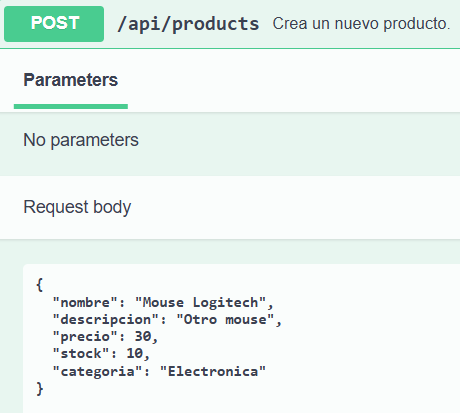 POST /api/products Crea un nuevo producto.
Parameters
No parameters
Request body
{
  "nombre": "Mouse Logitech",
  "descripcion": "Otro mouse",
  "precio": 30,
  "stock": 10,
  "categoria": "Electronica"
}